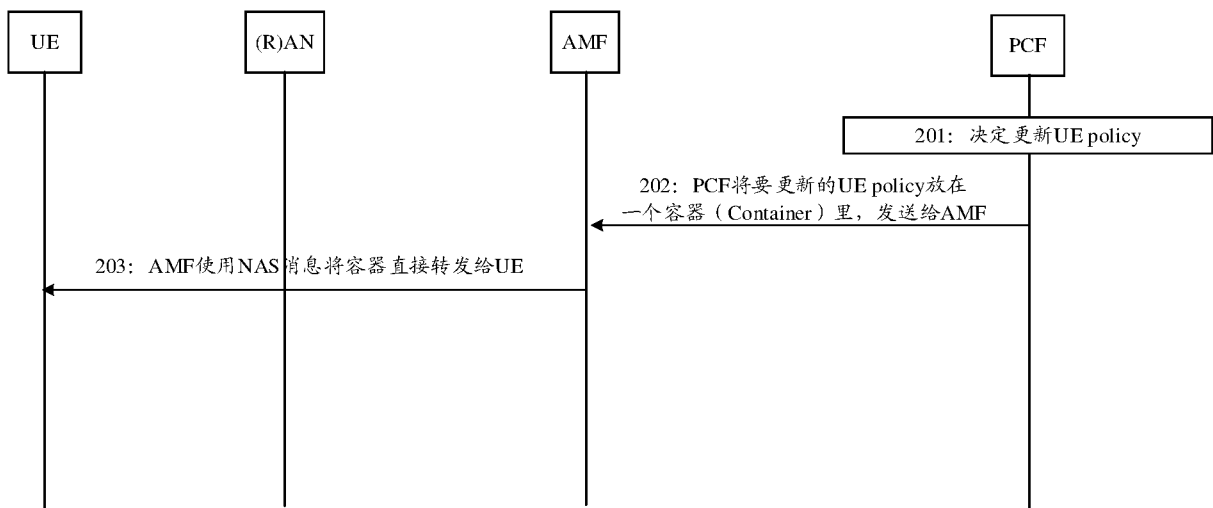 UE
(R)AN
AMF
PCF
201：决定更新UE policy
202：PCF将要更新的UE policy放在
一个容器（Container）里，发送给AMF
203：AMF使用NAS消息将容器直接转发给UE